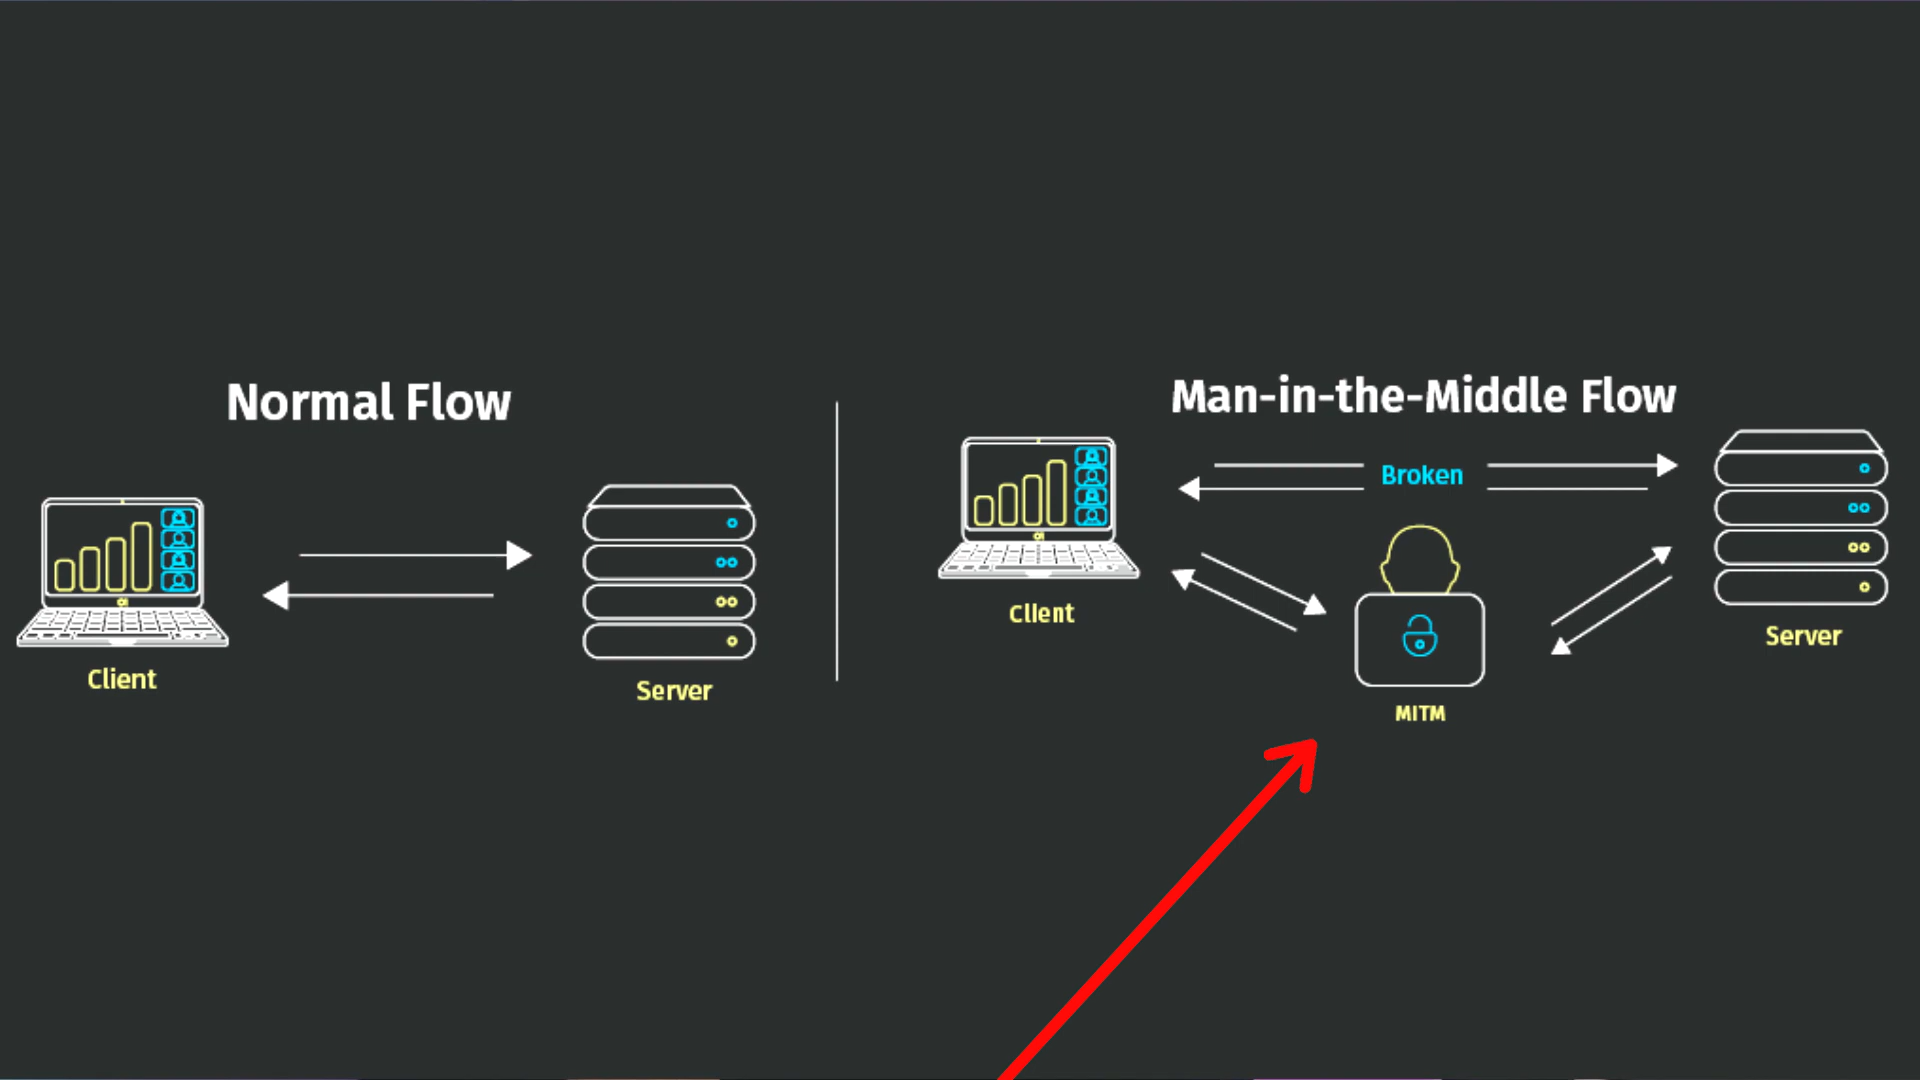 Normal Flow
Client
Server
Man-in-the-Middle Flow
Broken
Client
Server
MITM